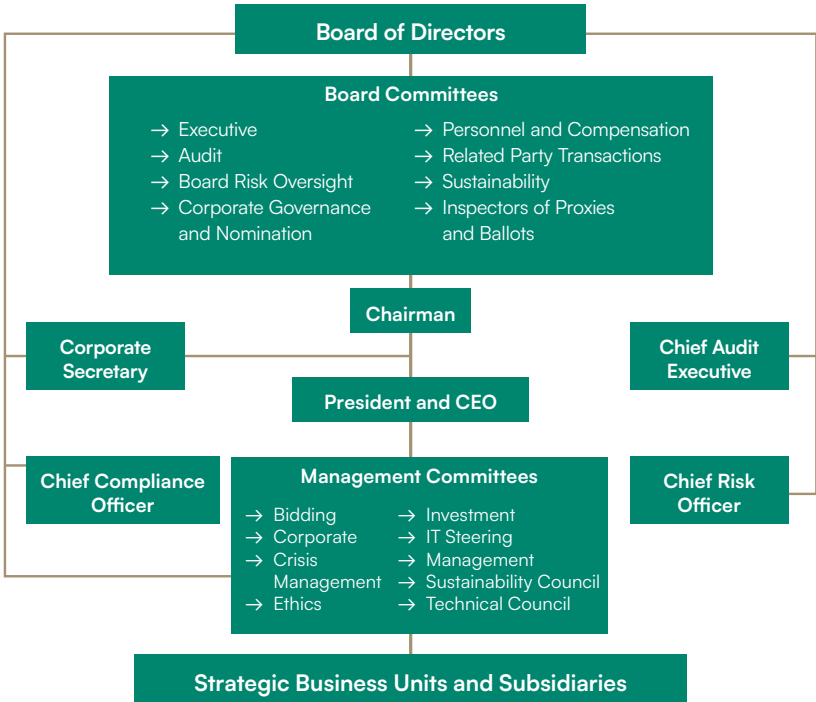 Board of Directors
Board Committees
→ Executive
→ Audit
→ Board Risk Oversight
→ Corporate Governance
and Nomination
→ Personnel and Compensation
→ Related Party Transactions
→ Sustainability
→ Inspectors of Proxies
and Ballots
Chairman
Corporate
Secretary
Chief Audit
Executive
President and CEO
Chief Compliance
Officer
Management Committees
→ Bidding
→ Corporate
→ Crisis
Management
→ Ethics
→ Investment
→ IT Steering
→ Management
→ Sustainability Council
→ Technical Council
Chief Risk
Officer
Strategic Business Units and Subsidiaries